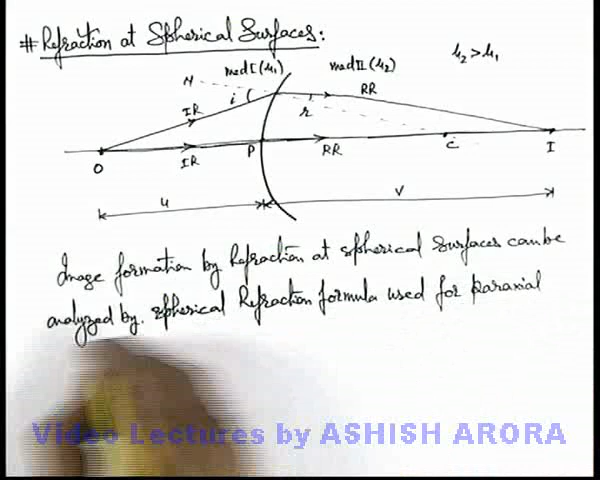 # Refraction at Spherical Surfaces:
μ₂ > μ₁
med I (μ₁) med II (μ₂)
N i RR
IR r
O IR P RR C I
u v
Image formation by Refraction at spherical surfaces can be
analyzed by. spherical Refraction formula used for paraxial
Video Lectures by ASHISH ARORA